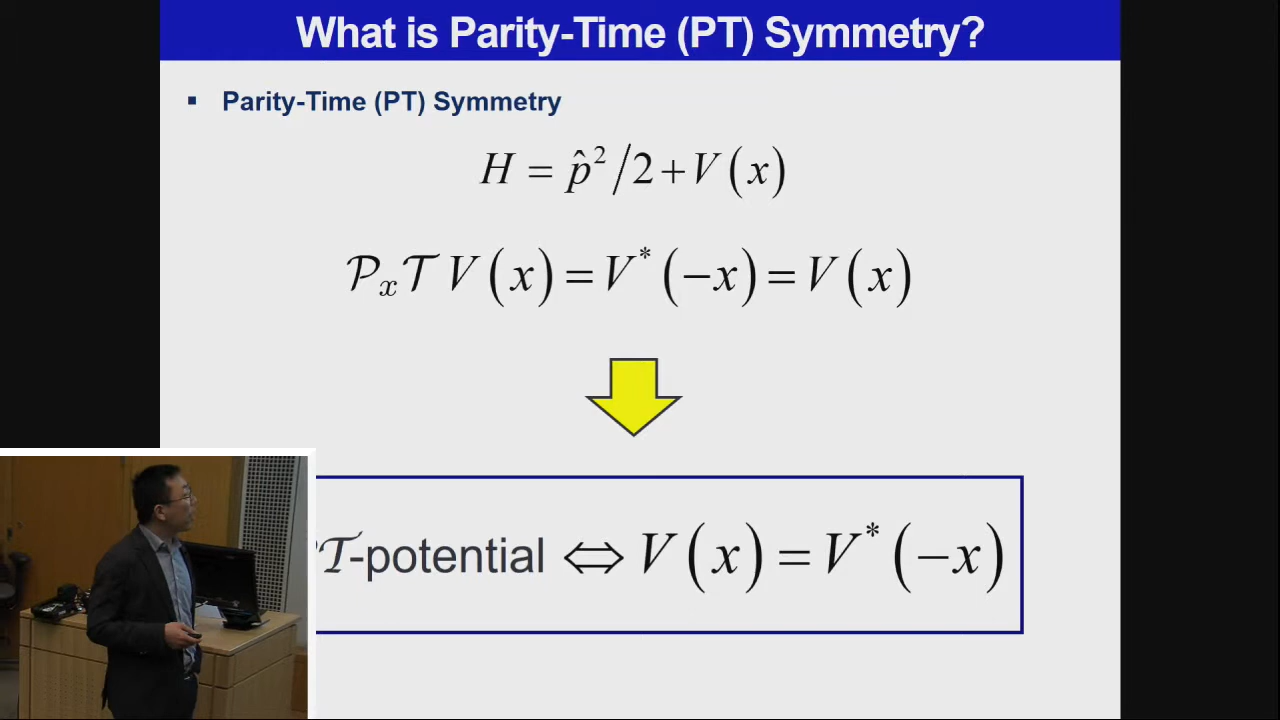 What is Parity-Time (PT) Symmetry?
▪ Parity-Time (PT) Symmetry
H = p̂²/2 + V(x)
𝒫ₓ𝒯 V(x) = V*(−x) = V(x)
𝒯-potential ⇔ V(x) = V*(−x)